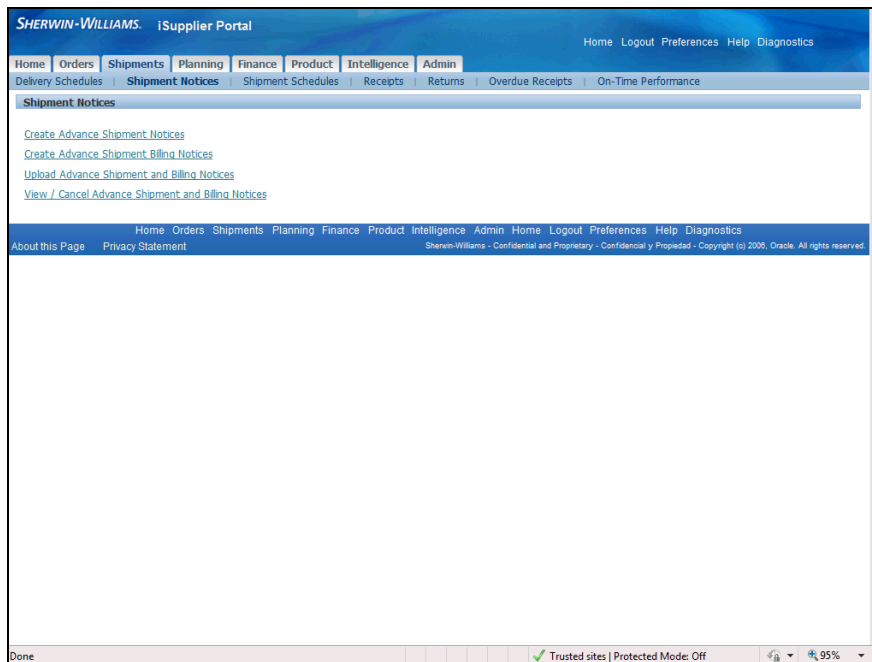 SHERWIN-WILLIAMS. iSupplier Portal
Home Logout Preferences Help Diagnostics
Home Orders Shipments Planning Finance Product Intelligence Admin
Delivery Schedules | Shipment Notices | Shipment Schedules | Receipts | Returns | Overdue Receipts | On-Time Performance
Shipment Notices
Create Advance Shipment Notices
Create Advance Shipment Billing Notices
Upload Advance Shipment and Billing Notices
View / Cancel Advance Shipment and Billing Notices
Home Orders Shipments Planning Finance Product Intelligence Admin Home Logout Preferences Help Diagnostics
About this Page Privacy Statement Sherwin-Williams - Confidential and Proprietary - Confidencial y Propiedad - Copyright (c) 2006, Oracle. All rights reserved.
Done Trusted sites | Protected Mode: Off 95%